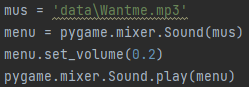 mus = 'data\Wantme.mp3'
menu = pygame.mixer.Sound(mus)
menu.set_volume(0.2)
pygame.mixer.Sound.play(menu)